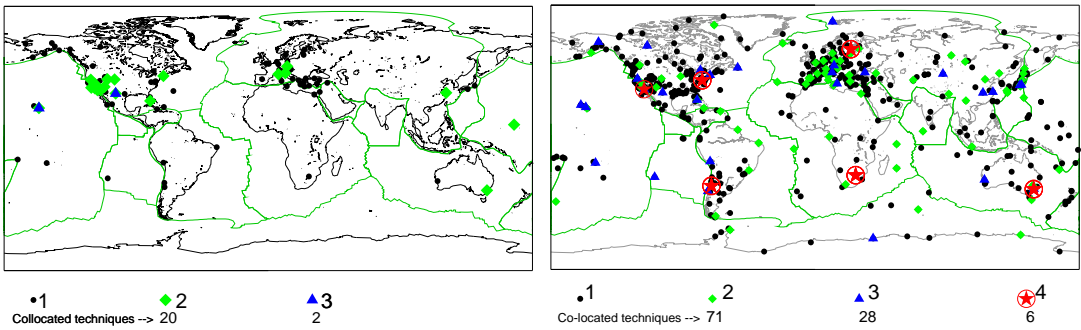 1 2 3
Collocated techniques --> 20 2
1 2 3 4
Co-located techniques --> 71 28 6